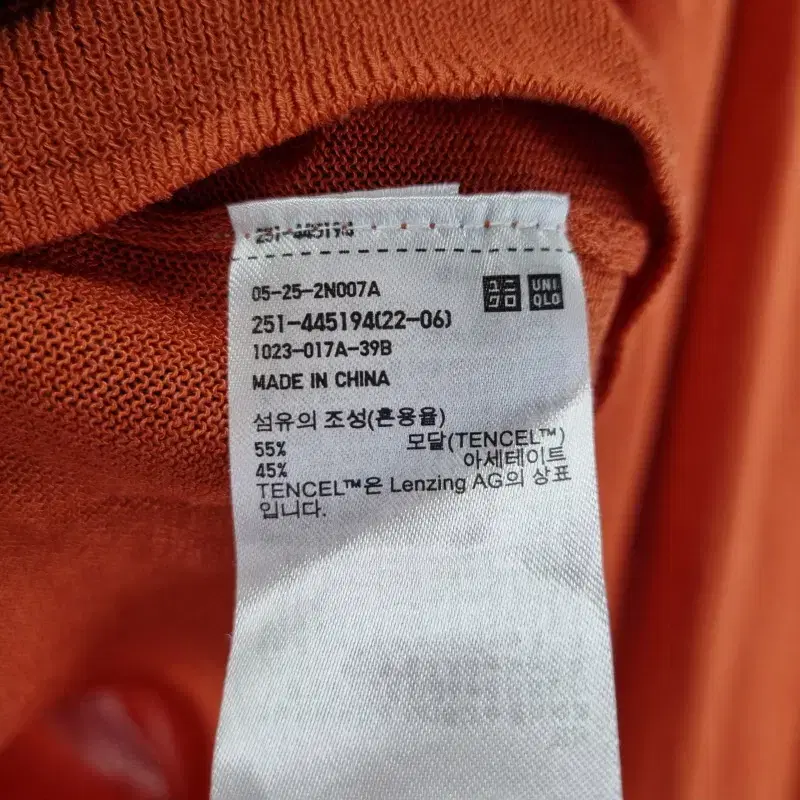 251-445194
05-25-2N007A
ユニ
クロ
UNI
QLO
251-445194(22-06)
1023-017A-39B
MADE IN CHINA
섬유의 조성(혼용율)
55% 모달(TENCEL™)
45% 아세테이트
TENCEL™은 Lenzing AG의 상표
입니다.